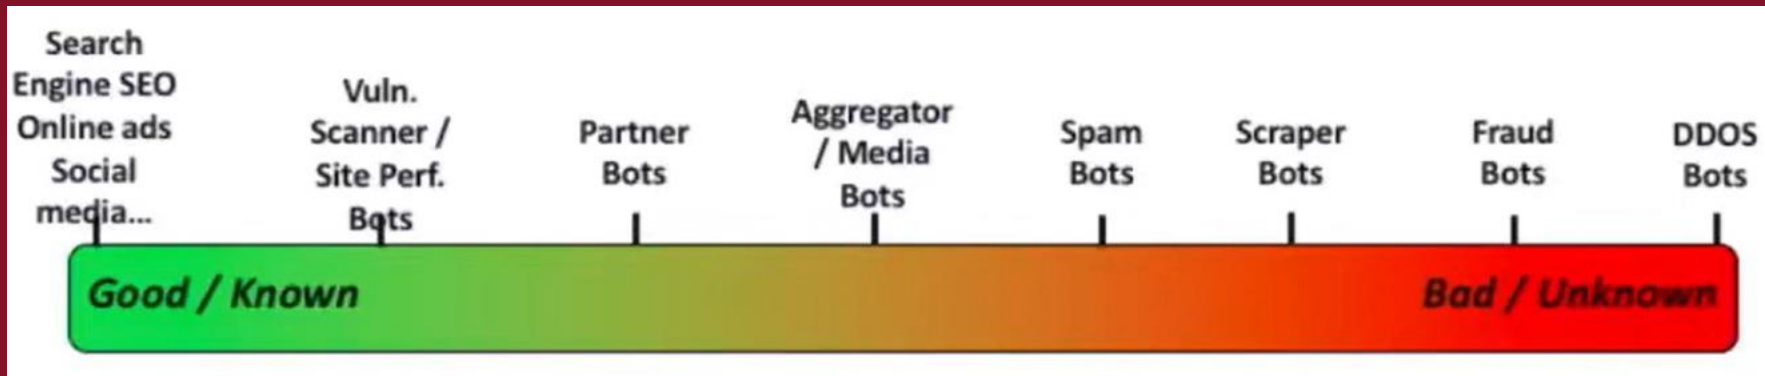 Search
Engine SEO
Online ads
Social
media...
Vuln.
Scanner /
Site Perf.
Bots
Partner
Bots
Aggregator
/ Media
Bots
Spam
Bots
Scraper
Bots
Fraud
Bots
DDOS
Bots
Good / Known
Bad / Unknown